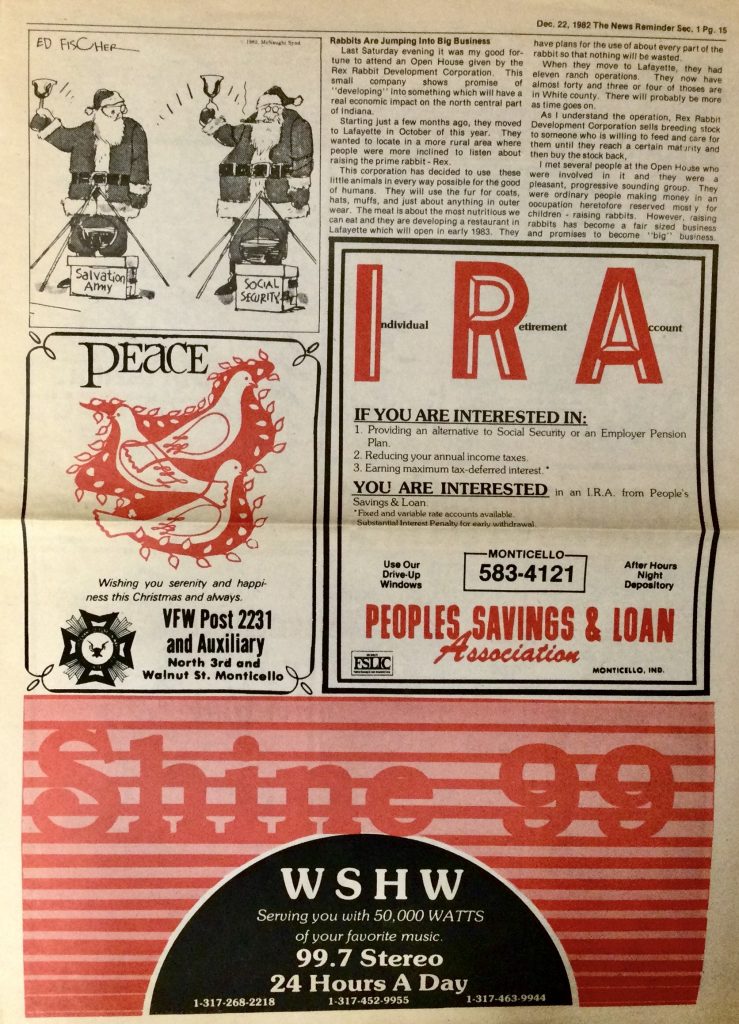 Dec. 22, 1982 The News Reminder Sec. 1 Pg. 15
ED FISCHER
1982, McNaught Synd.
Salvation
Army
SOCIAL
SECURITY
Rabbits Are Jumping Into Big Business
Last Saturday evening it was my good for-
tune to attend an Open House given by the
Rex Rabbit Development Corporation. This
small company shows promise of
"developing" into something which will have a
real economic impact on the north central part
of Indiana.
Starting just a few months ago, they moved
to Lafayette in October of this year. They
wanted to locate in a more rural area where
people were more inclined to listen about
raising the prime rabbit - Rex.
This corporation has decided to use these
little animals in every way possible for the good
of humans. They will use the fur for coats,
hats, muffs, and just about anything in outer
wear. The meat is about the most nutritious we
can eat and they are developing a restaurant in
Lafayette which will open in early 1983. They
have plans for the use of about every part of the
rabbit so that nothing will be wasted.
When they move to Lafayette, they had
eleven ranch operations. They now have
almost forty and three or four of thoses are
in White county. There will probably be more
as time goes on.
As I understand the operation, Rex Rabbit
Development Corporation sells breeding stock
to someone who is willing to feed and care for
them until they reach a certain maturity and
then buy the stock back,
I met several people at the Open House who
were involved in it and they were a
pleasant, progressive sounding group. They
were ordinary people making money in an
occupation heretofore reserved mostly for
children - raising rabbits. However, raising
rabbits has become a fair sized business
and promises to become "big" business.
PEACE
Wishing you serenity and happi-
ness this Christmas and always.
VFW Post 2231
and Auxiliary
North 3rd and
Walnut St. Monticello
Individual Retirement Account
IF YOU ARE INTERESTED IN:
1. Providing an alternative to Social Security or an Employer Pension
Plan.
2. Reducing your annual income taxes.
3. Earning maximum tax-deferred interest.*
YOU ARE INTERESTED in an I.R.A. from People's
Savings & Loan.
*Fixed and variable rate accounts available.
Substantial Interest Penalty for early withdrawal.
Use Our
Drive-Up
Windows
MONTICELLO
583-4121
After Hours
Night
Depository
PEOPLES SAVINGS & LOAN
Association
FSLIC
MONTICELLO, IND.
Shine 99
WSHW
Serving you with 50,000 WATTS
of your favorite music.
99.7 Stereo
24 Hours A Day
1-317-268-2218 1-317-452-9955 1-317-463-9944